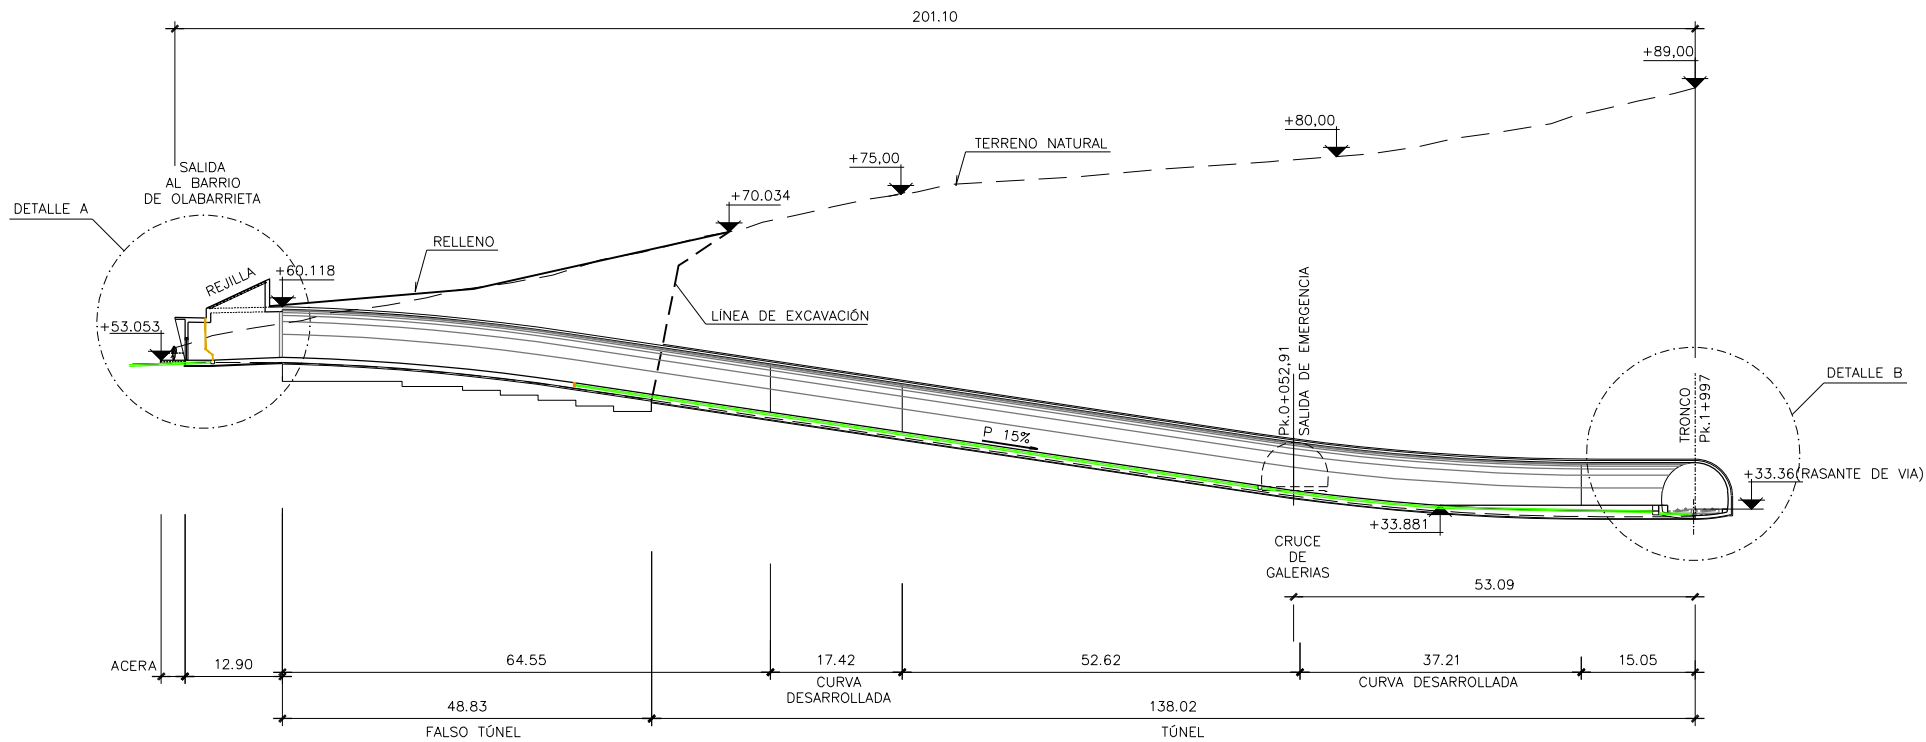 201.10
+89,00
+80,00
+75,00
TERRENO NATURAL
SALIDA
AL BARRIO
DE OLABARRIETA
DETALLE A
+70.034
RELLENO
REJILLA
+60.118
+53.053
LÍNEA DE EXCAVACIÓN
Pk.0+052,91
SALIDA DE EMERGENCIA
P 15%
TRONCO
Pk.1+997
DETALLE B
+33.36(RASANTE DE VIA)
+33.881
CRUCE
DE
GALERIAS
53.09
ACERA
12.90
64.55
17.42
CURVA
DESARROLLADA
52.62
37.21
CURVA DESARROLLADA
15.05
48.83
FALSO TÚNEL
138.02
TÚNEL